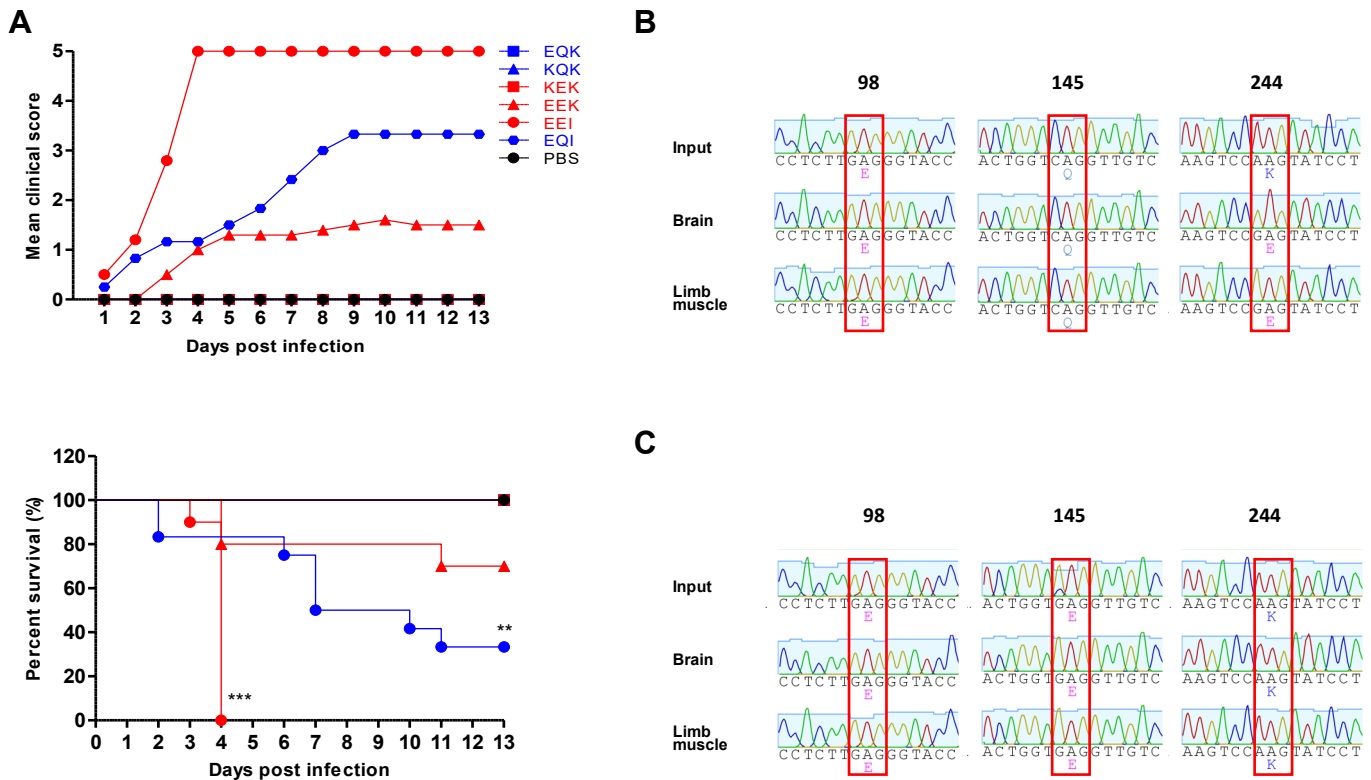 A
Mean clinical score
5
4
3
2
1
0
1 2 3 4 5 6 7 8 9 10 11 12 13
Days post infection
EQK
KQK
KEK
EEK
EEI
EQI
PBS
Percent survival (%)
120
100
80
60
40
20
0
**
***
0 1 2 3 4 5 6 7 8 9 10 11 12 13
Days post infection
B
98 145 244
Input
CCTCTTGAGGGTACC ACTGGTCAGGTTGTC AAGTCCAAGTATCCT
E Q K
Brain
CCTCTTGAGGGTACC ACTGGTCAGGTTGTC AAGTCCGAGTATCCT
E Q E
Limb
muscle
CCTCTTGAGGGTACC ACTGGTCAGGTTGTC AAGTCCGAGTATCCT
E Q E
C
98 145 244
Input
CCTCTTGAGGGTACC ACTGGTGAGGTTGTC AAGTCCAAGTATCCT
E E K
Brain
CCTCTTGAGGGTACC ACTGGTGAGGTTGTC AAGTCCAAGTATCCT
E E K
Limb
muscle
CCTCTTGAGGGTACC ACTGGTGAGGTTGTC AAGTCCAAGTATCCT
E E K